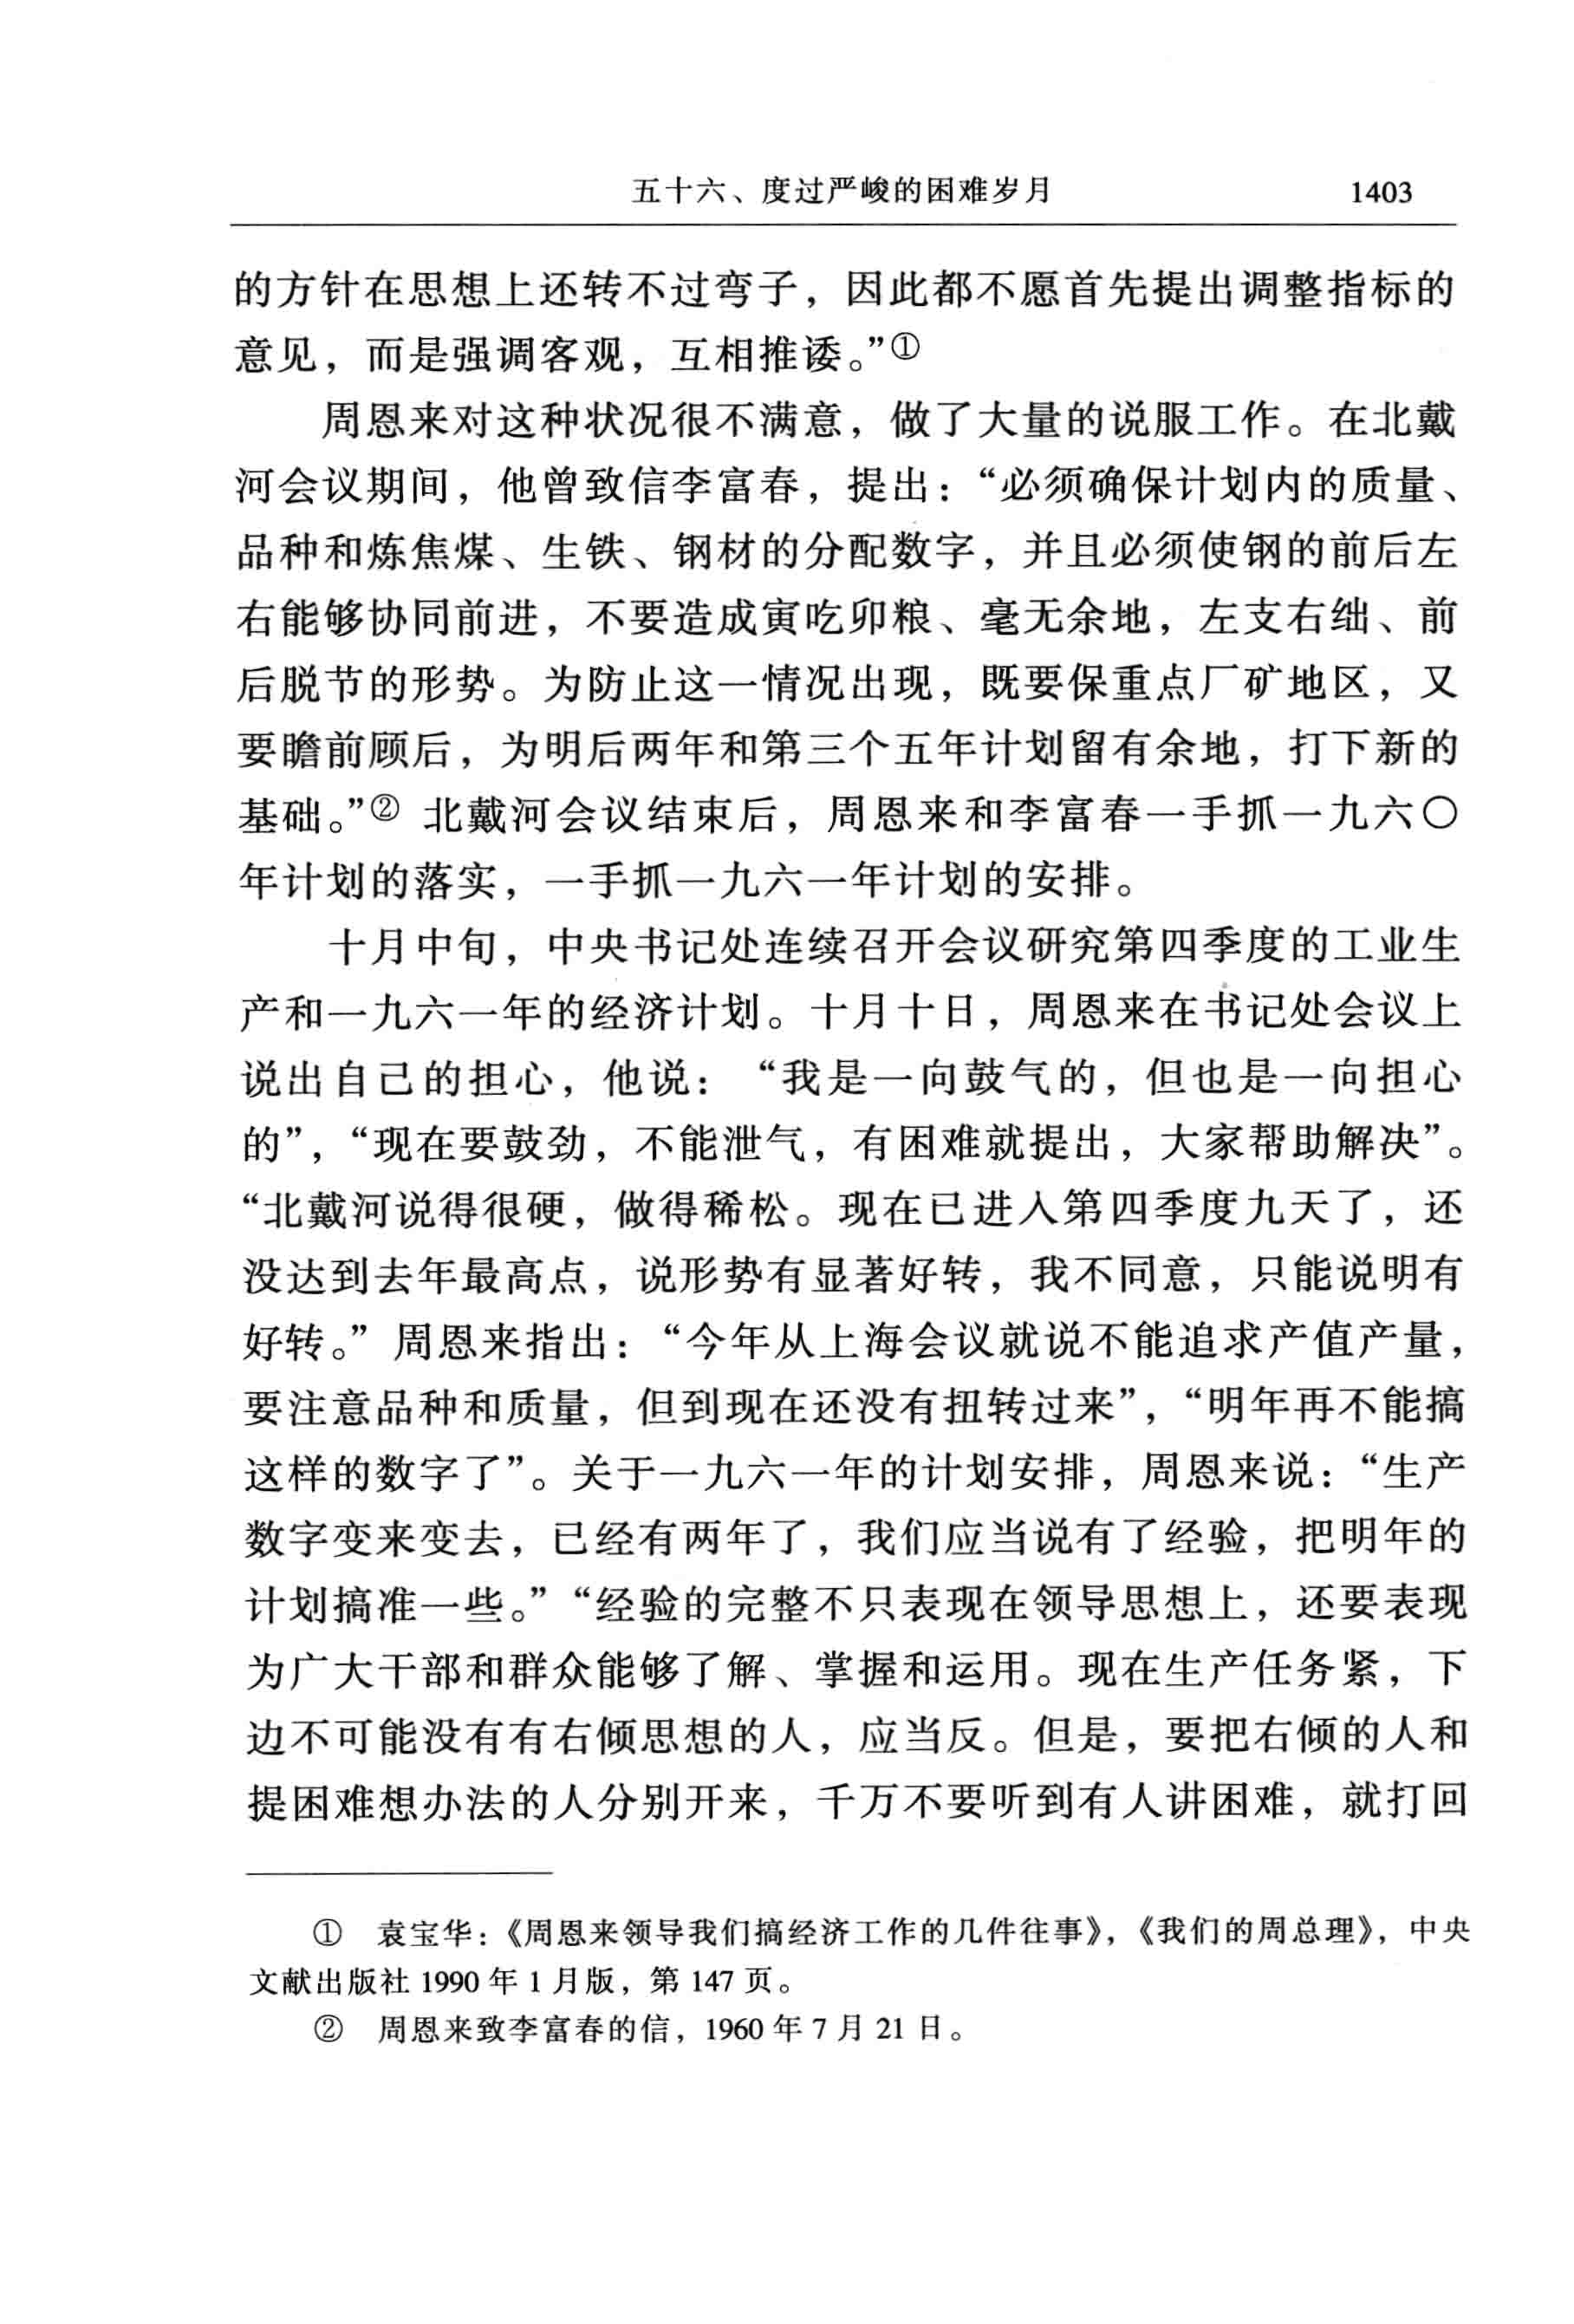 五十六、度过严峻的困难岁月 1403
的方针在思想上还转不过弯子，因此都不愿首先提出调整指标的
意见，而是强调客观，互相推诿。”①
周恩来对这种状况很不满意，做了大量的说服工作。在北戴
河会议期间，他曾致信李富春，提出：“必须确保计划内的质量、
品种和炼焦煤、生铁、钢材的分配数字，并且必须使钢的前后左
右能够协同前进，不要造成寅吃卯粮、毫无余地，左支右绌、前
后脱节的形势。为防止这一情况出现，既要保重点厂矿地区，又
要瞻前顾后，为明后两年和第三个五年计划留有余地，打下新的
基础。”② 北戴河会议结束后，周恩来和李富春一手抓一九六〇
年计划的落实，一手抓一九六一年计划的安排。
十月中旬，中央书记处连续召开会议研究第四季度的工业生
产和一九六一年的经济计划。十月十日，周恩来在书记处会议上
说出自己的担心，他说：“我是一向鼓气的，但也是一向担心
的”，“现在要鼓劲，不能泄气，有困难就提出，大家帮助解决”。
“北戴河说得很硬，做得稀松。现在已进入第四季度九天了，还
没达到去年最高点，说形势有显著好转，我不同意，只能说明有
好转。”周恩来指出：“今年从上海会议就说不能追求产值产量，
要注意品种和质量，但到现在还没有扭转过来”，“明年再不能搞
这样的数字了”。关于一九六一年的计划安排，周恩来说：“生产
数字变来变去，已经有两年了，我们应当说有了经验，把明年的
计划搞准一些。”“经验的完整不只表现在领导思想上，还要表现
为广大干部和群众能够了解、掌握和运用。现在生产任务紧，下
边不可能没有有右倾思想的人，应当反。但是，要把右倾的人和
提困难想办法的人分别开来，千万不要听到有人讲困难，就打回
① 袁宝华：《周恩来领导我们搞经济工作的几件往事》，《我们的周总理》，中央
文献出版社 1990 年 1 月版，第 147 页。
② 周恩来致李富春的信，1960 年 7 月 21 日。